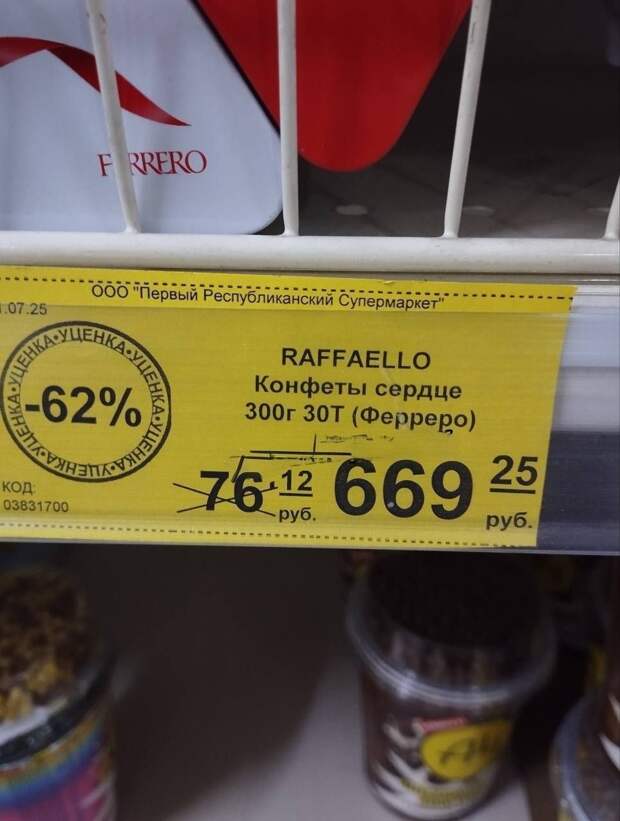 FERRERO
ООО "Первый Республиканский Супермаркет"
.07.25
УЦЕНКА•УЦЕНКА•УЦЕНКА•УЦЕНКА•УЦЕНКА•УЦЕНКА•
-62%
RAFFAELLO
Конфеты сердце
300г 30Т (Ферреро)
76 12 руб.
669 25 руб.
КОД:
03831700